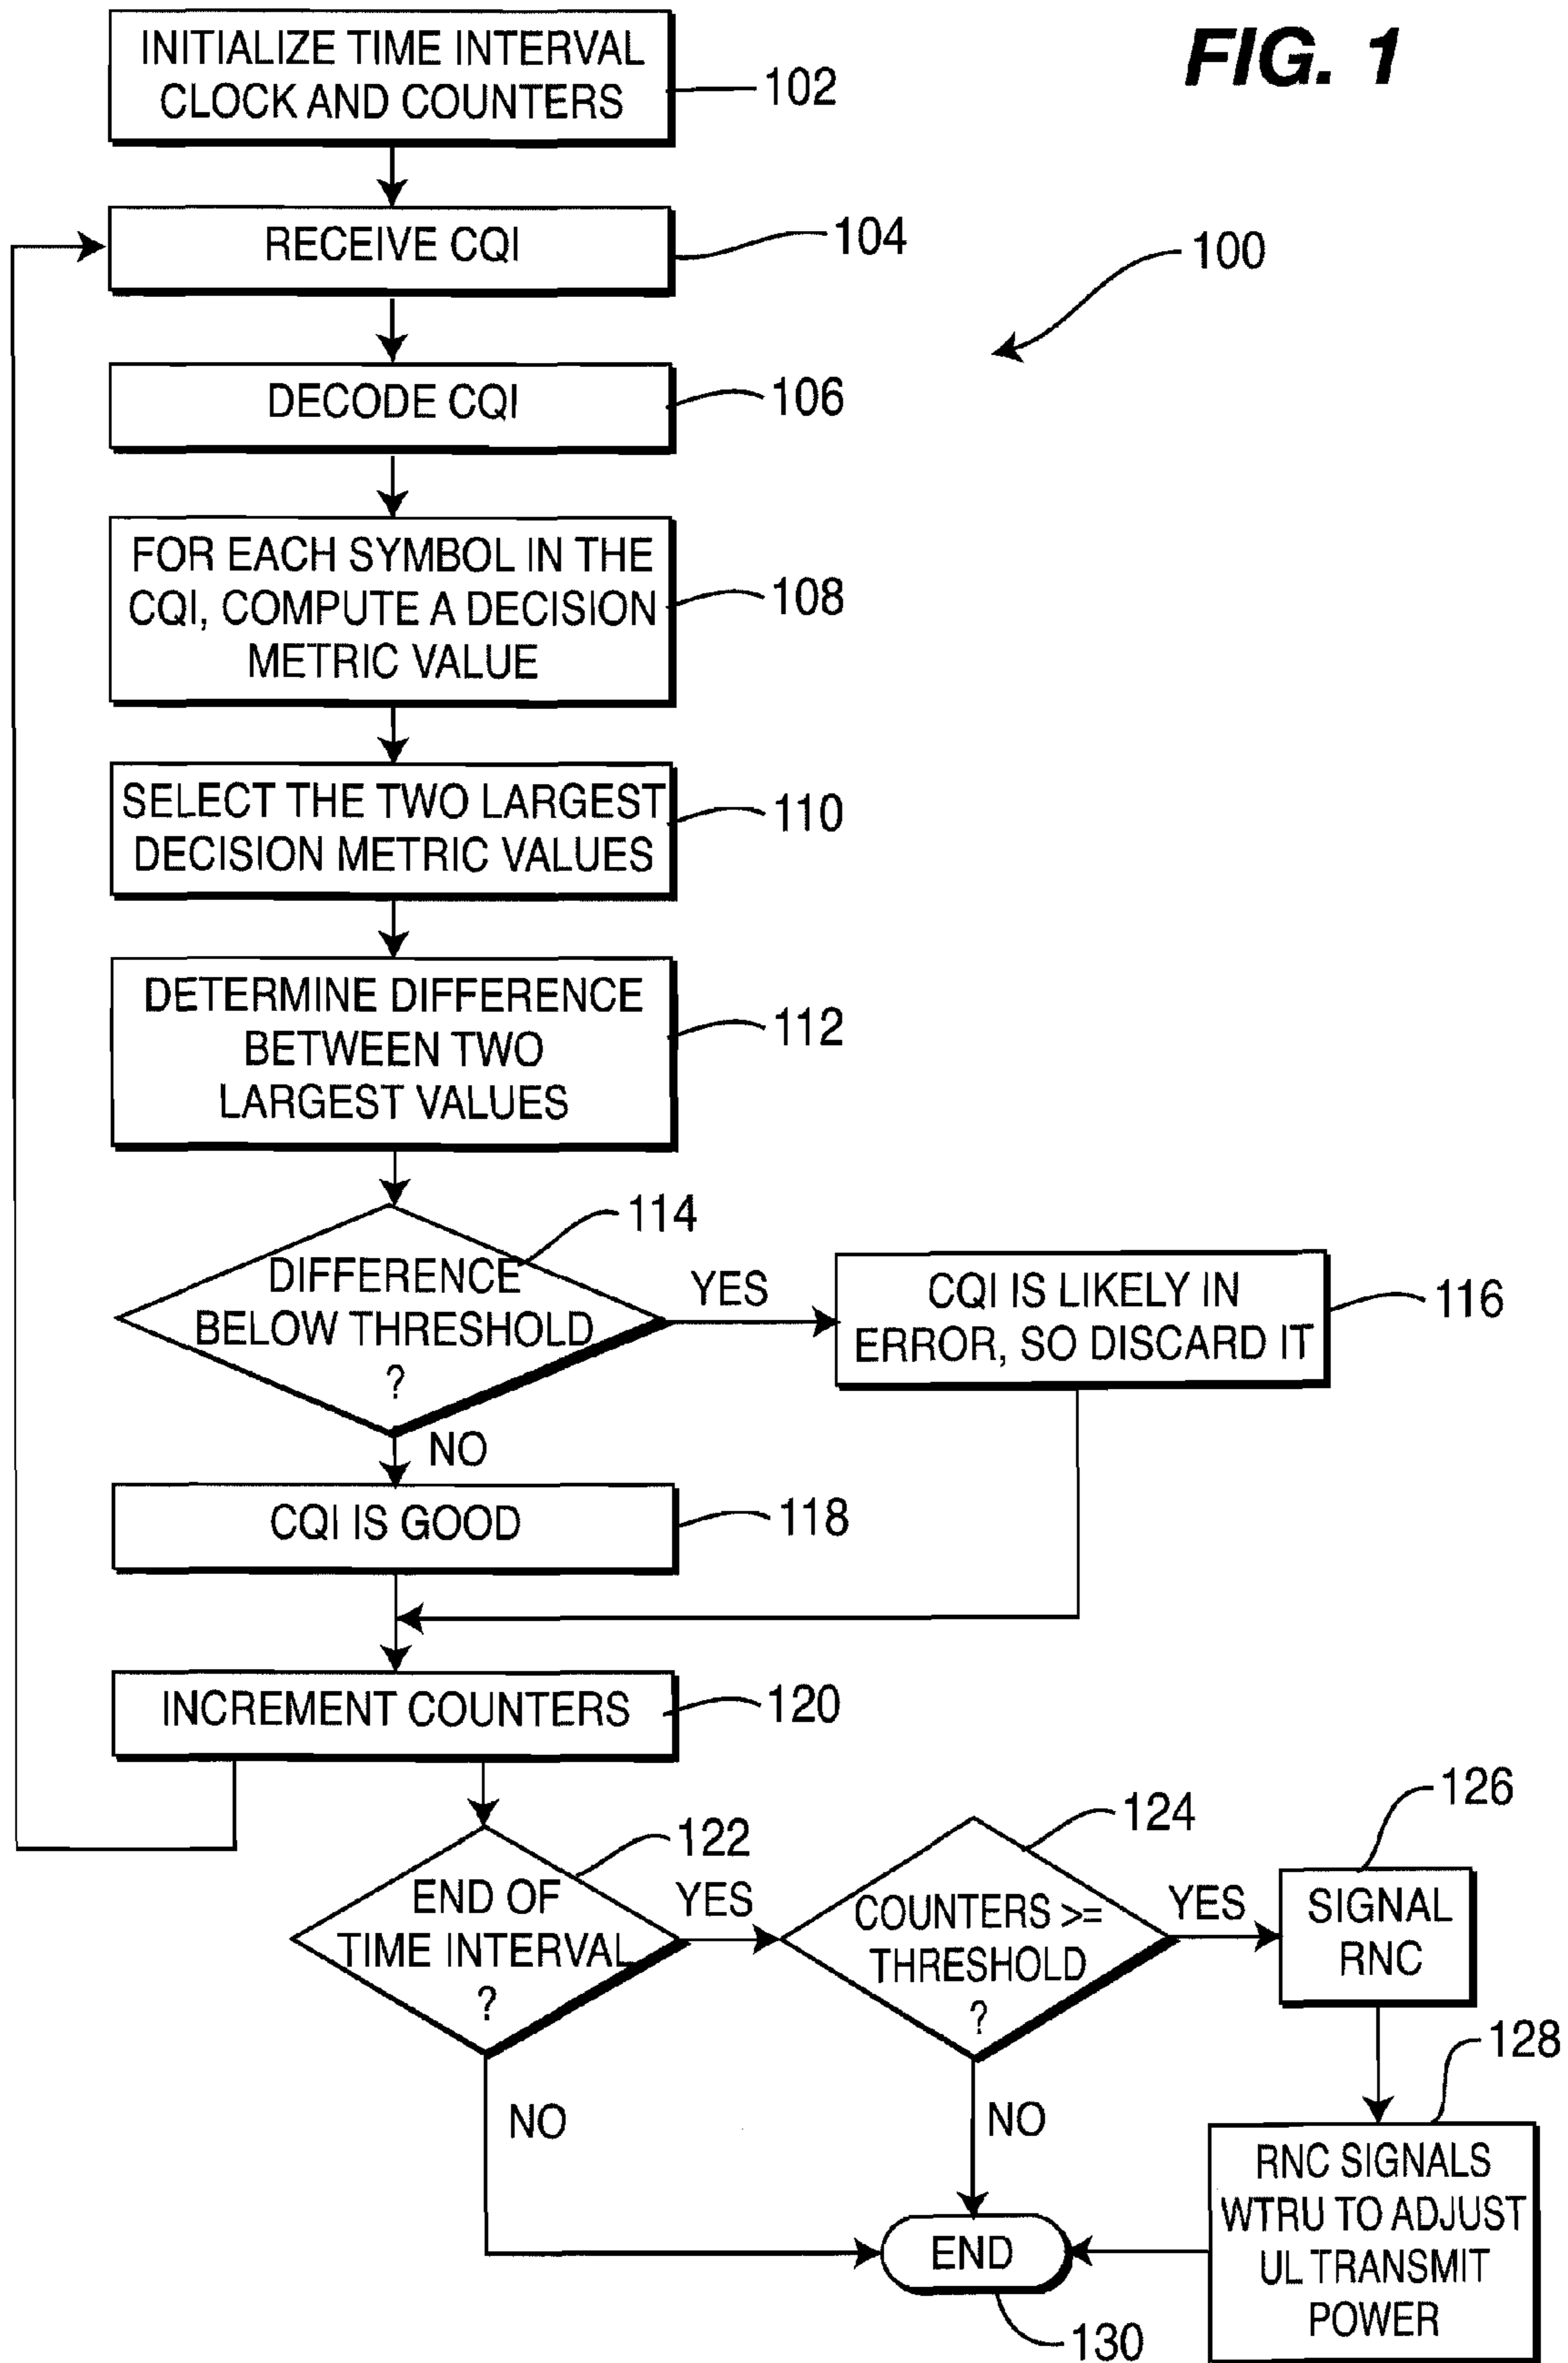 FIG. 1
INITIALIZE TIME INTERVAL
CLOCK AND COUNTERS
102
RECEIVE CQI
104
100
DECODE CQI
106
FOR EACH SYMBOL IN THE
CQI, COMPUTE A DECISION
METRIC VALUE
108
SELECT THE TWO LARGEST
DECISION METRIC VALUES
110
DETERMINE DIFFERENCE
BETWEEN TWO
LARGEST VALUES
112
114
DIFFERENCE
BELOW THRESHOLD
?
YES
CQI IS LIKELY IN
ERROR, SO DISCARD IT
116
NO
CQI IS GOOD
118
INCREMENT COUNTERS
120
122
END OF
TIME INTERVAL
?
YES
124
COUNTERS >=
THRESHOLD
?
YES
126
SIGNAL
RNC
128
NO
NO
RNC SIGNALS
WTRU TO ADJUST
UL TRANSMIT
POWER
END
130